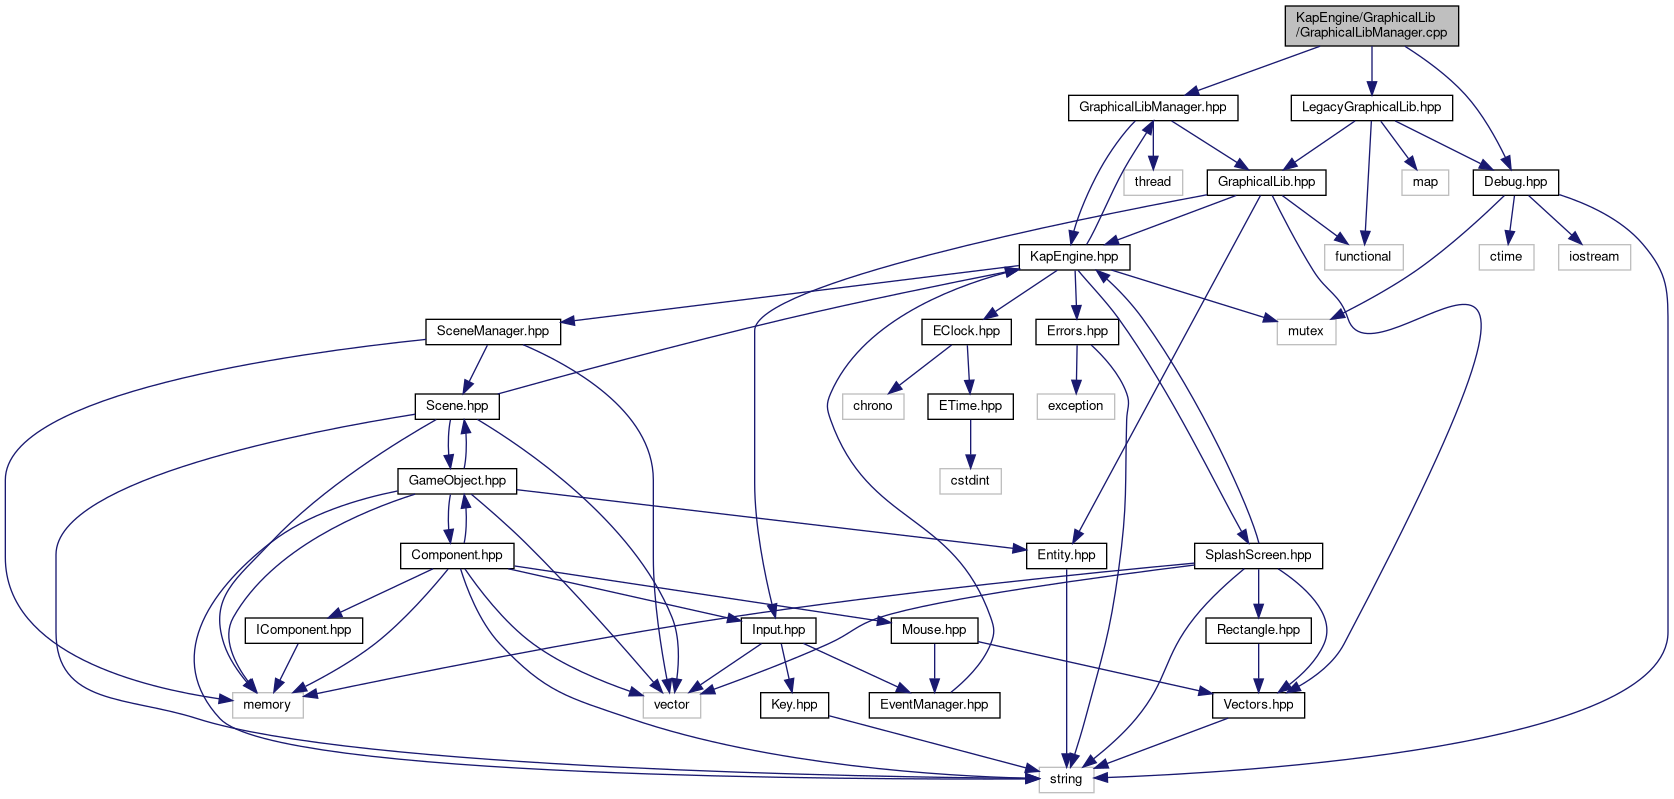 KapEngine/GraphicalLib
/GraphicalLibManager.cpp
GraphicalLibManager.hpp
LegacyGraphicalLib.hpp
thread
GraphicalLib.hpp
map
Debug.hpp
KapEngine.hpp
functional
ctime
iostream
SceneManager.hpp
EClock.hpp
Errors.hpp
mutex
Scene.hpp
chrono
ETime.hpp
exception
GameObject.hpp
cstdint
Component.hpp
Entity.hpp
SplashScreen.hpp
IComponent.hpp
Input.hpp
Mouse.hpp
Rectangle.hpp
memory
vector
Key.hpp
EventManager.hpp
Vectors.hpp
string